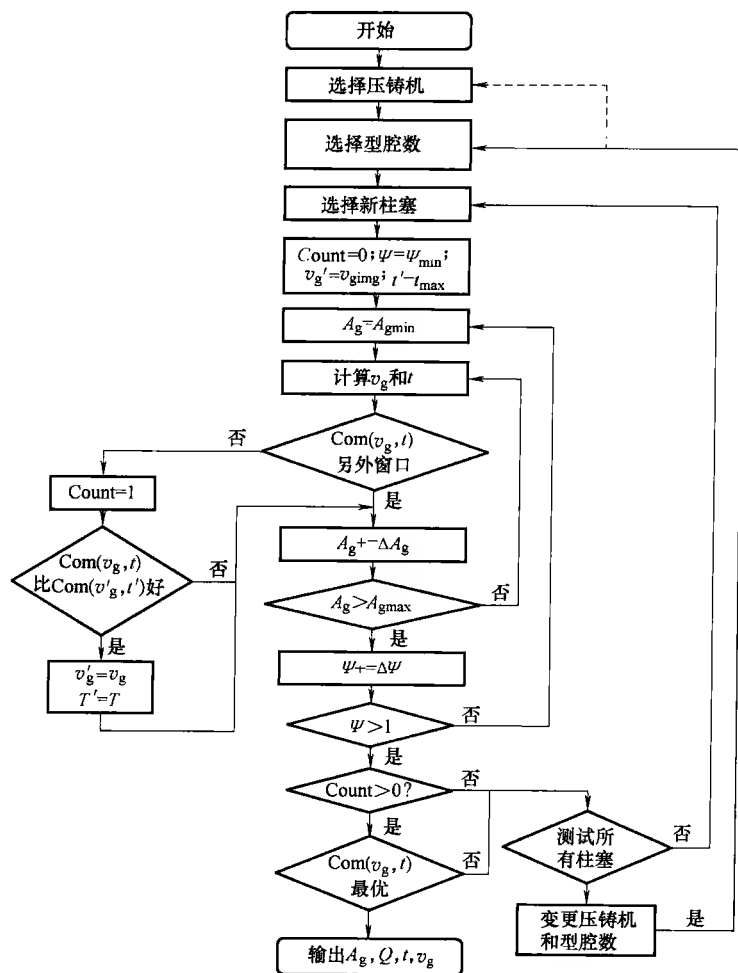 开始
选择压铸机
选择型腔数
选择新柱塞
Count=0;Ψ=Ψmin;
vg'=vgimg;t'−tmax
Ag=Agmin
计算vg和t
Com(vg,t)
另外窗口
否
是
Count=1
Com(vg,t)
比Com(v'g,t')好
否
是
v'g=vg
T'=T
Ag+−ΔAg
Ag>Agmax
否
是
Ψ+=ΔΨ
Ψ>1
否
是
Count>0?
否
是
Com(vg,t)
最优
否
测试所
有柱塞
否
是
变更压铸机
和型腔数
输出Ag,Q,t,vg